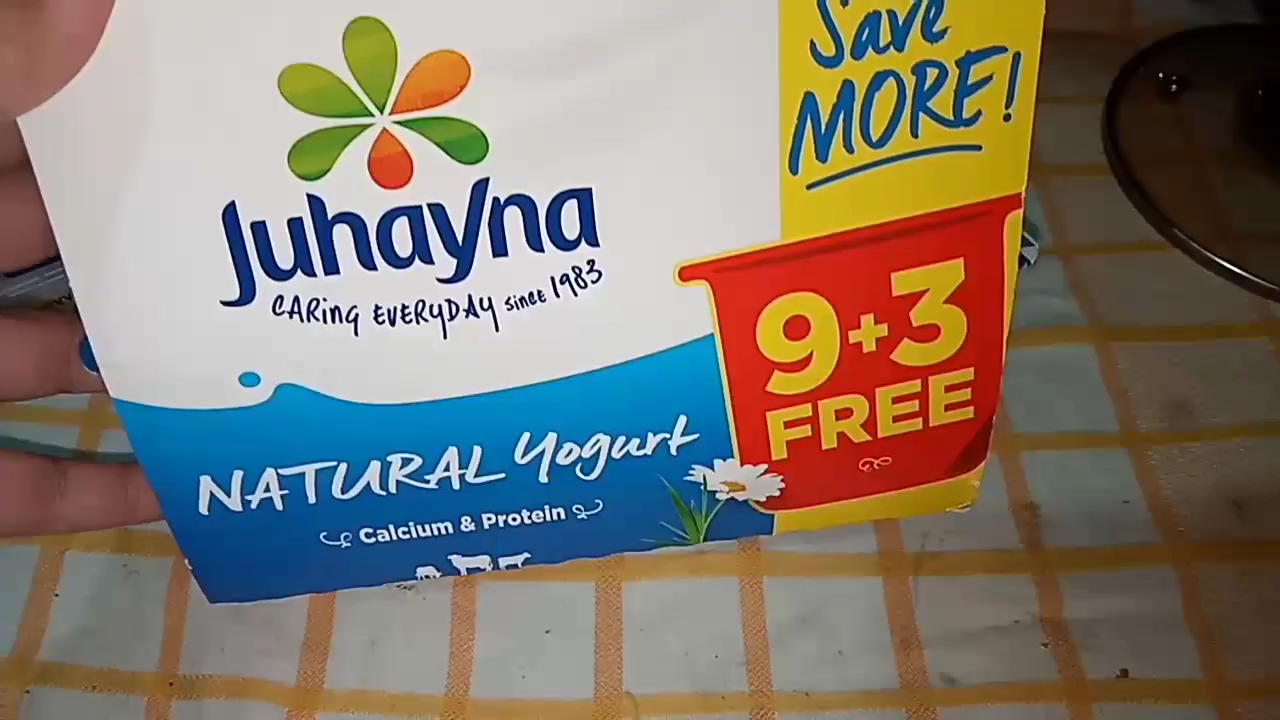 Juhayna
CARing EVERYDAY since 1983
NATURAL Yogurt
Calcium & Protein
Save
MORE!
9+3
FREE